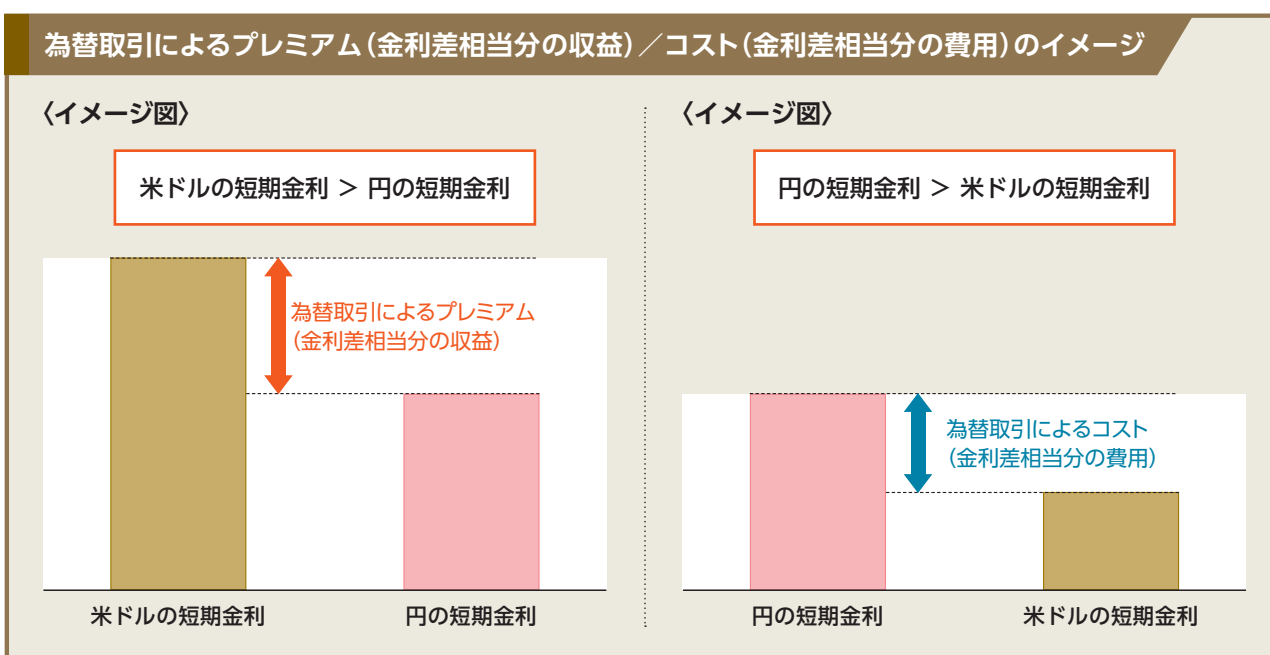 為替取引によるプレミアム(金利差相当分の収益)／コスト(金利差相当分の費用)のイメージ
〈イメージ図〉
米ドルの短期金利 > 円の短期金利
為替取引によるプレミアム
(金利差相当分の収益)
米ドルの短期金利
円の短期金利
〈イメージ図〉
円の短期金利 > 米ドルの短期金利
為替取引によるコスト
(金利差相当分の費用)
円の短期金利
米ドルの短期金利